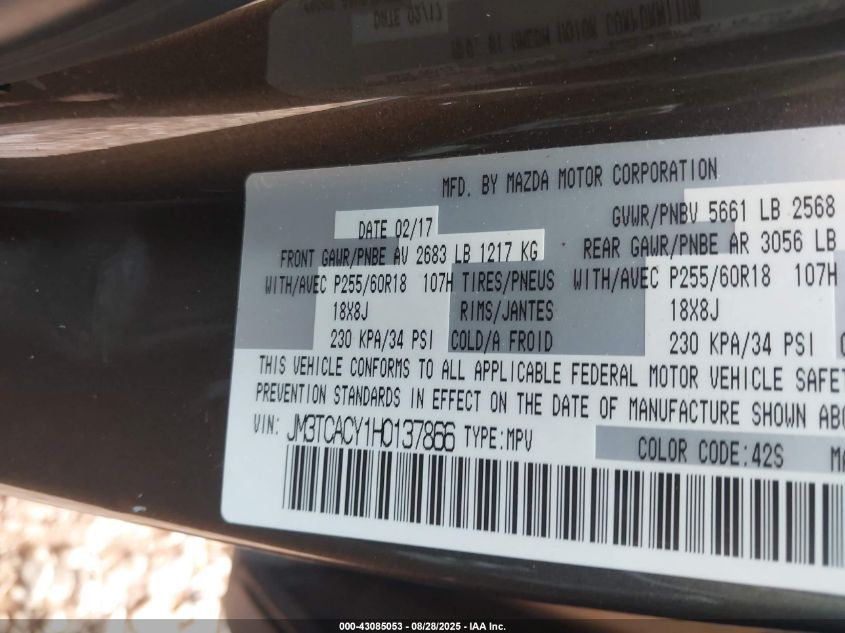 MFD. BY MAZDA MOTOR CORPORATION
DATE 02/17 GVWR/PNBV 5661 LB 2568
FRONT GAWR/PNBE AV 2683 LB 1217 KG REAR GAWR/PNBE AR 3056 LB
WITH/AVEC P255/60R18 107H TIRES/PNEUS WITH/AVEC P255/60R18 107H
18X8J RIMS/JANTES 18X8J
230 KPA/34 PSI COLD/A FROID 230 KPA/34 PSI
THIS VEHICLE CONFORMS TO ALL APPLICABLE FEDERAL MOTOR VEHICLE SAFET
PREVENTION STANDARDS IN EFFECT ON THE DATE OF MANUFACTURE SHOWN ABO
VIN: JM3TCACY1H0137866 TYPE:MPV COLOR CODE:42S
000-43085053 - 08/28/2025 - IAA Inc.